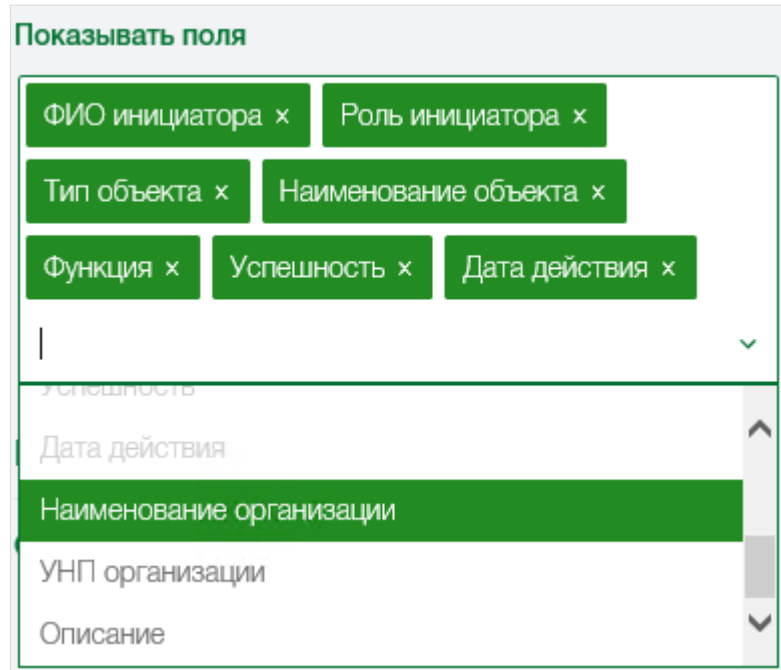 Показывать поля
ФИО инициатора × Роль инициатора ×
Тип объекта × Наименование объекта ×
Функция × Успешность × Дата действия ×
Успешность
Дата действия
Наименование организации
УНП организации
Описание